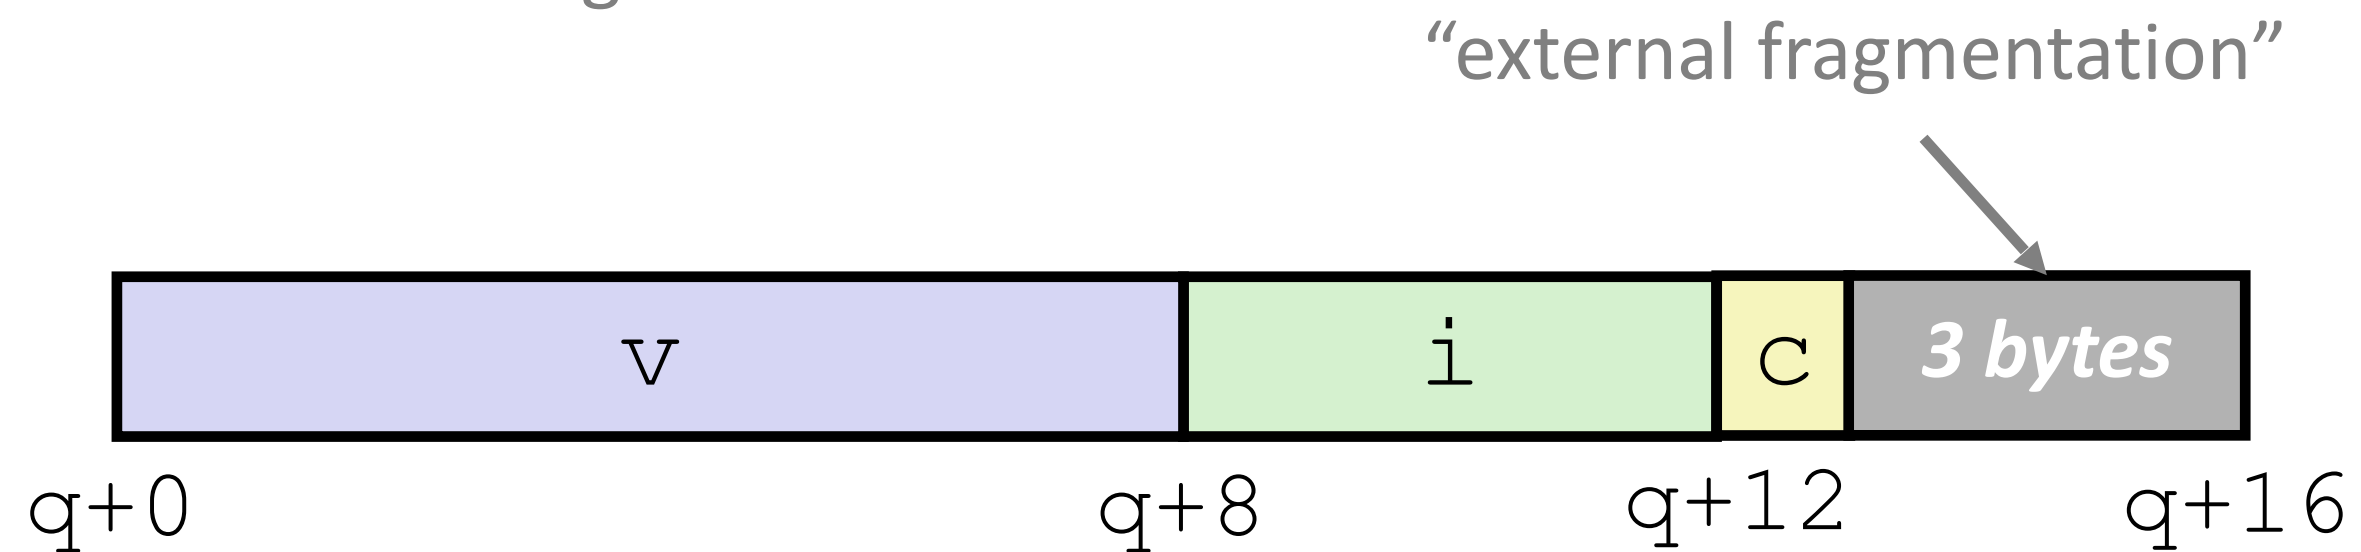 “external fragmentation”
v i c 3 bytes
q+0 q+8 q+12 q+16